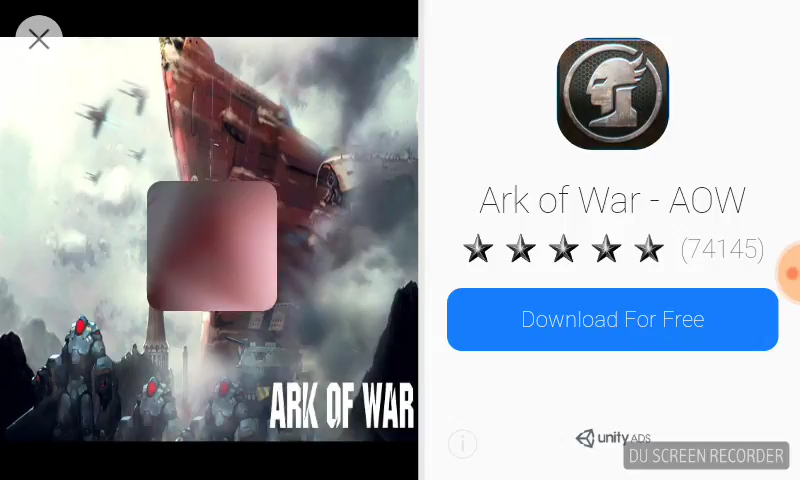 ARK OF WAR
Ark of War - AOW
(74145)
Download For Free
i
unity ADS
DU SCREEN RECORDER